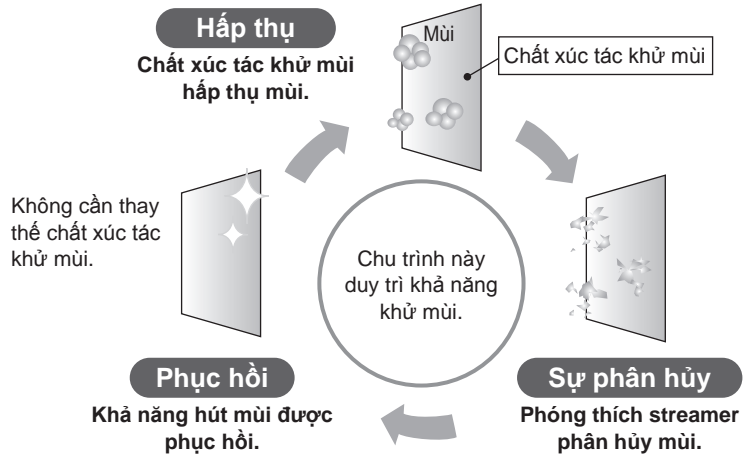 Hấp thụ
Chất xúc tác khử mùi
hấp thụ mùi.
Mùi
Chất xúc tác khử mùi
Không cần thay
thế chất xúc tác
khử mùi.
Chu trình này
duy trì khả năng
khử mùi.
Phục hồi
Khả năng hút mùi được
phục hồi.
Sự phân hủy
Phóng thích streamer
phân hủy mùi.